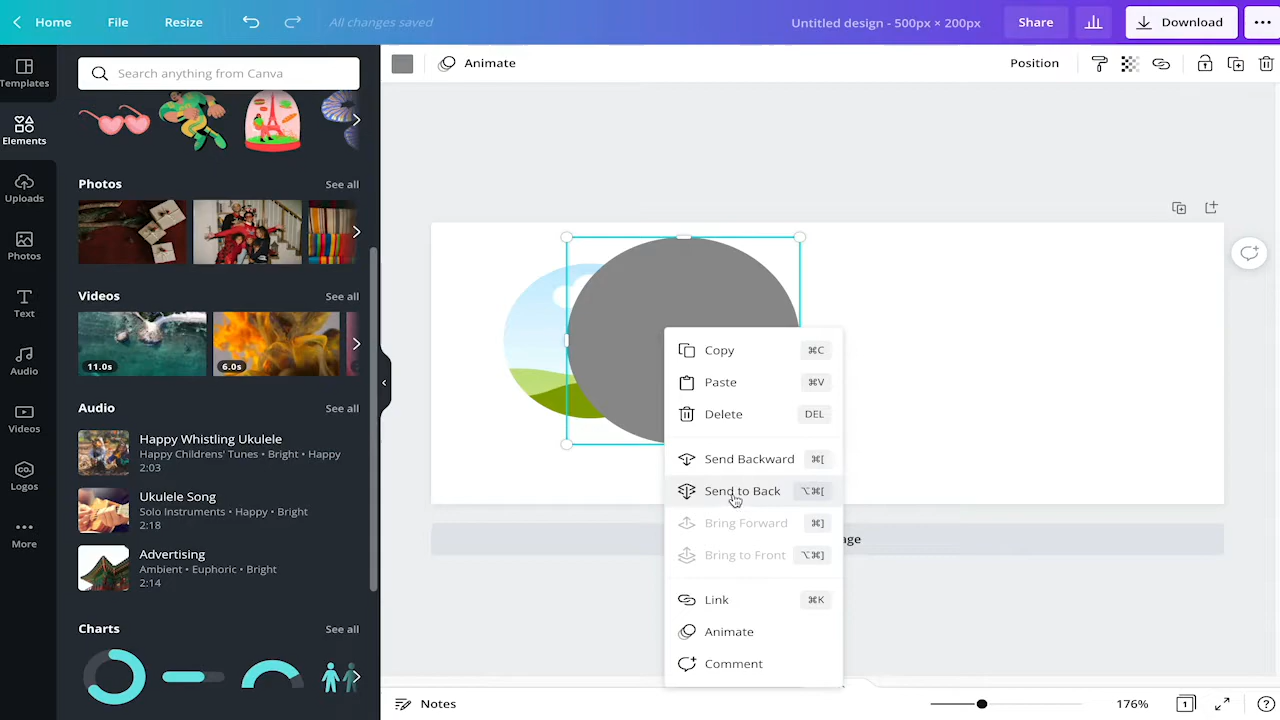 Home File Resize All changes saved Untitled design - 500px × 200px Share Download
Templates
Elements
Uploads
Photos
Text
Audio
Videos
Logos
More
Search anything from Canva
Photos See all
Videos See all
11.0s 6.0s
Audio See all
Happy Whistling Ukulele
Happy Childrens' Tunes • Bright • Happy
2:03
Ukulele Song
Solo Instruments • Happy • Bright
2:18
Advertising
Ambient • Euphoric • Bright
2:14
Charts See all
Animate Position
Copy ⌘C
Paste ⌘V
Delete DEL
Send Backward ⌘[
Send to Back ⌥⌘[
Bring Forward ⌘]
Bring to Front ⌥⌘]
Link ⌘K
Animate
Comment
age
Notes 176% 1 ?